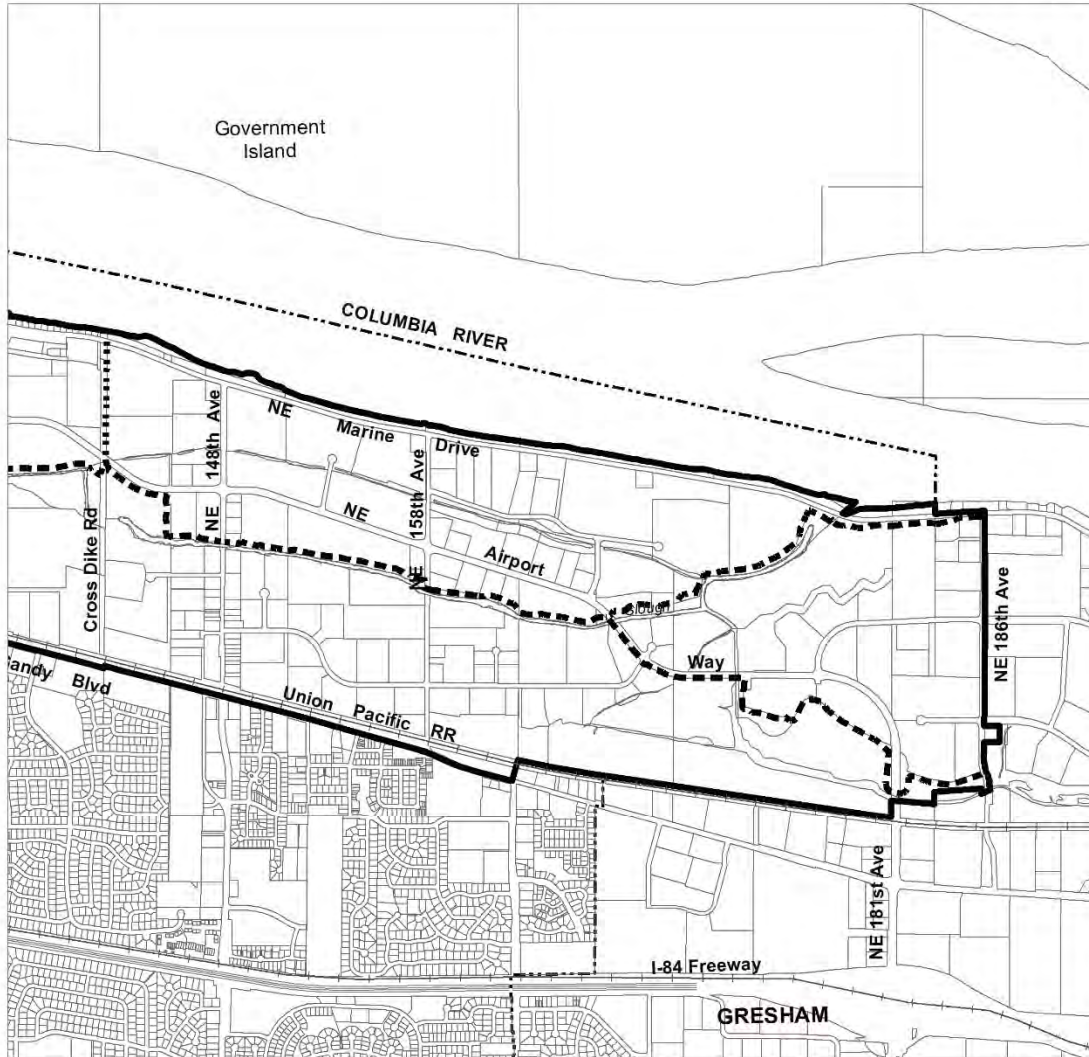 Government
Island
COLUMBIA RIVER
NE Marine Drive
NE 148th Ave
NE 158th Ave
NE Airport Way
Cross Dike Rd
Slough
NE 186th Ave
Sandy Blvd
Union Pacific RR
NE 181st Ave
I-84 Freeway
GRESHAM